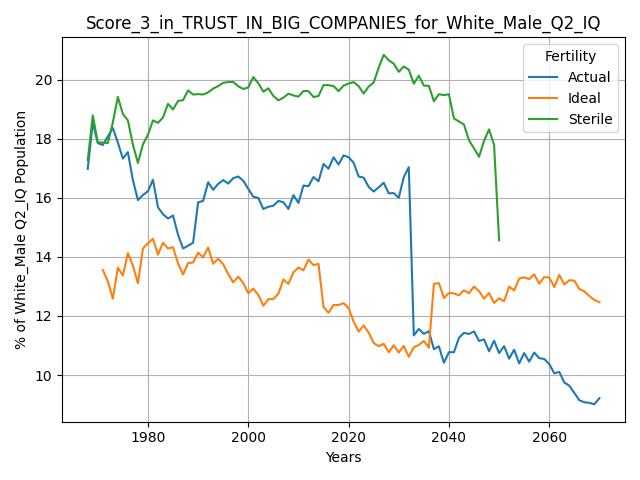 Score_3_in_TRUST_IN_BIG_COMPANIES_for_White_Male_Q2_IQ
% of White_Male Q2_IQ Population
20
18
16
14
12
10
Fertility
Actual
Ideal
Sterile
1980
2000
2020
2040
2060
Years